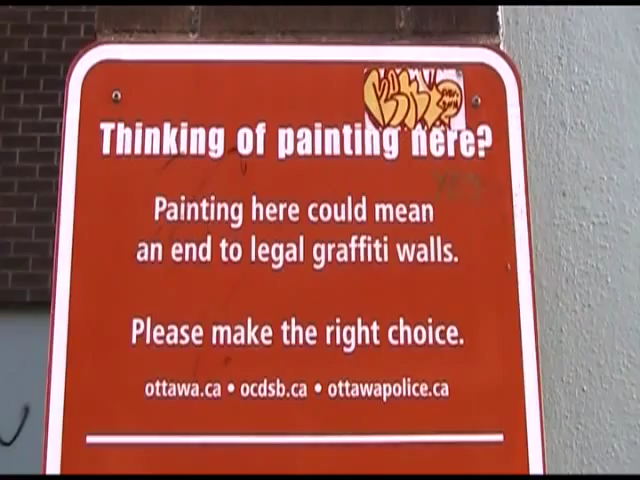 Thinking of painting here?
YES
Painting here could mean
an end to legal graffiti walls.
Please make the right choice.
ottawa.ca • ocdsb.ca • ottawapolice.ca